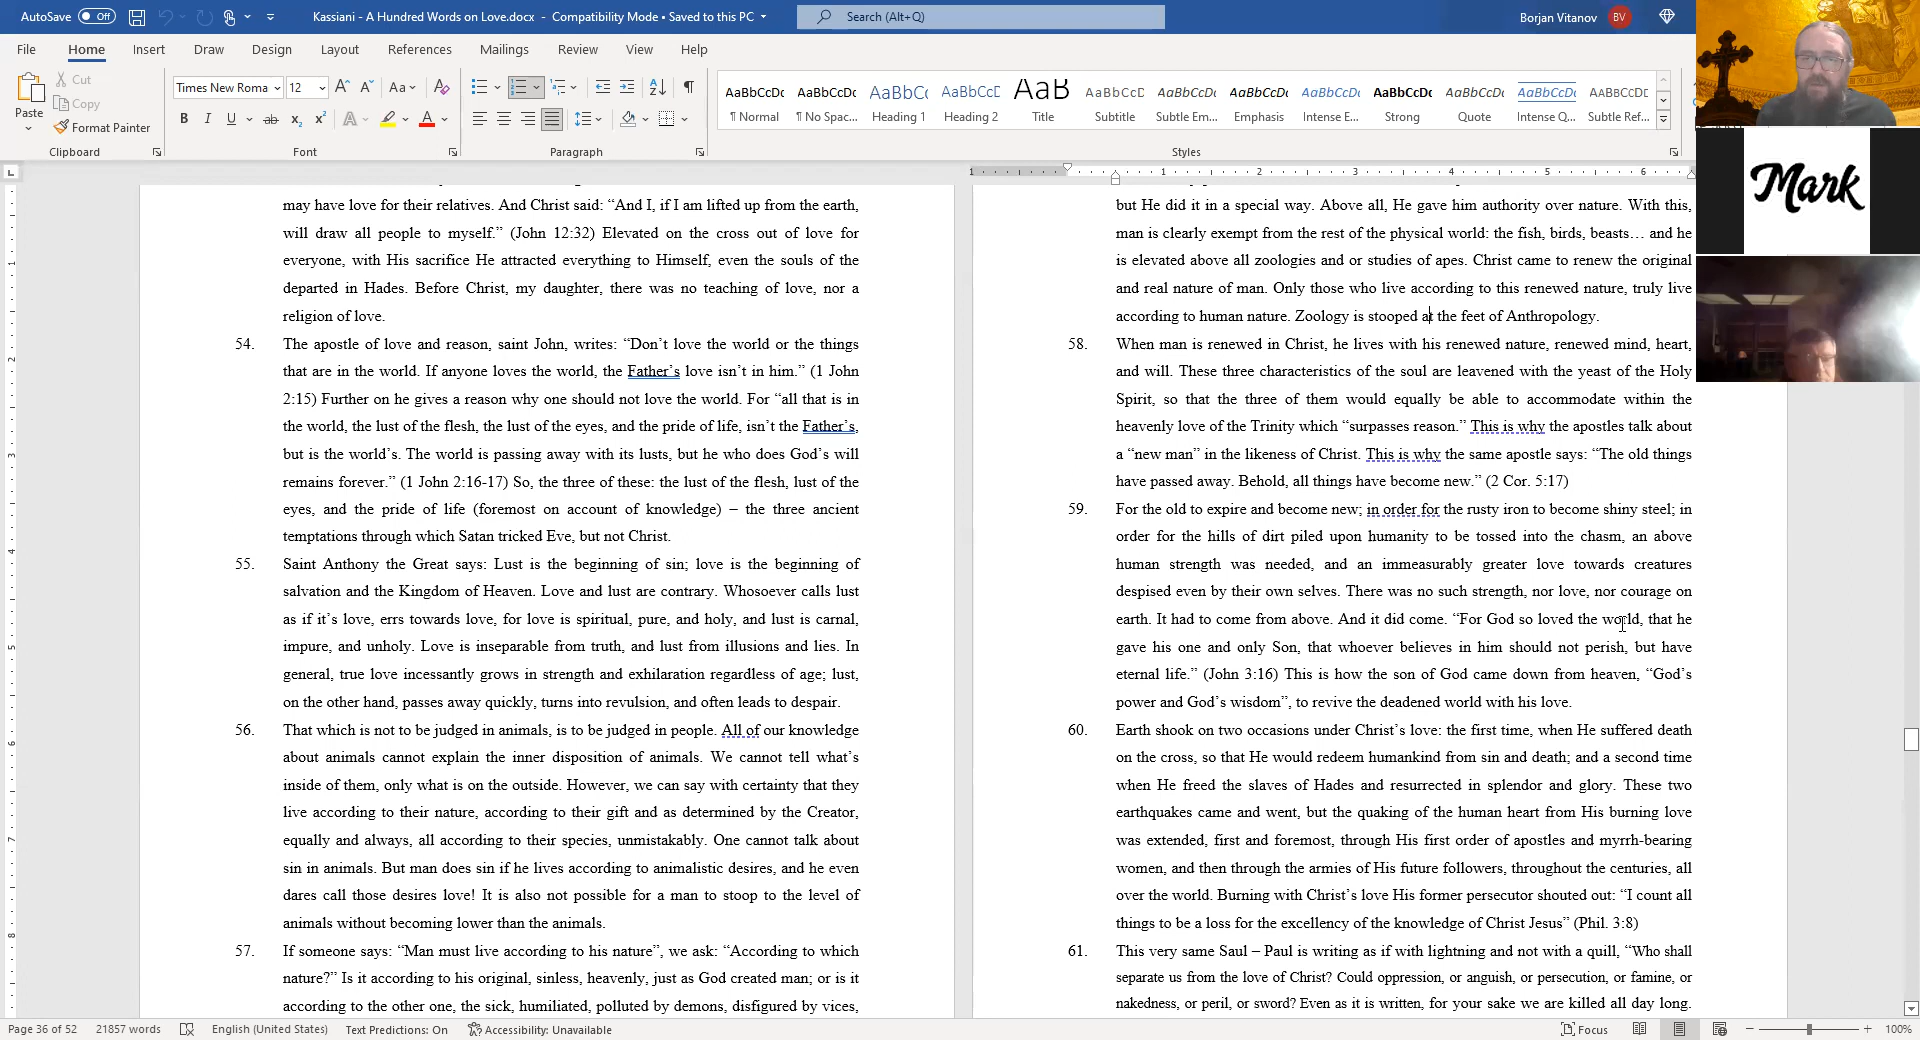 AutoSave Off
Kassiani - A Hundred Words on Love.docx - Compatibility Mode • Saved to this PC
Search (Alt+Q)
Borjan Vitanov BV
File Home Insert Draw Design Layout References Mailings Review View Help
Paste
Cut
Copy
Format Painter
Clipboard
Times New Roma 12
Font
Paragraph
AaBbCcDc AaBbCcDc AaBbC AaBbCcD AaB AaBbCcD AaBbCcDc AaBbCcDc AaBbCcDc AaBbCcDc AaBbCcDc AaBbCcDc AABBCCDE
¶ Normal ¶ No Spac... Heading 1 Heading 2 Title Subtitle Subtle Em... Emphasis Intense E... Strong Quote Intense Q... Subtle Ref...
Styles
Mark
may have love for their relatives. And Christ said: “And I, if I am lifted up from the earth,
will draw all people to myself.” (John 12:32) Elevated on the cross out of love for
everyone, with His sacrifice He attracted everything to Himself, even the souls of the
departed in Hades. Before Christ, my daughter, there was no teaching of love, nor a
religion of love.
54. The apostle of love and reason, saint John, writes: “Don’t love the world or the things
that are in the world. If anyone loves the world, the Father’s love isn’t in him.” (1 John
2:15) Further on he gives a reason why one should not love the world. For “all that is in
the world, the lust of the flesh, the lust of the eyes, and the pride of life, isn’t the Father’s,
but is the world’s. The world is passing away with its lusts, but he who does God’s will
remains forever.” (1 John 2:16-17) So, the three of these: the lust of the flesh, lust of the
eyes, and the pride of life (foremost on account of knowledge) – the three ancient
temptations through which Satan tricked Eve, but not Christ.
55. Saint Anthony the Great says: Lust is the beginning of sin; love is the beginning of
salvation and the Kingdom of Heaven. Love and lust are contrary. Whosoever calls lust
as if it’s love, errs towards love, for love is spiritual, pure, and holy, and lust is carnal,
impure, and unholy. Love is inseparable from truth, and lust from illusions and lies. In
general, true love incessantly grows in strength and exhilaration regardless of age; lust,
on the other hand, passes away quickly, turns into revulsion, and often leads to despair.
56. That which is not to be judged in animals, is to be judged in people. All of our knowledge
about animals cannot explain the inner disposition of animals. We cannot tell what’s
inside of them, only what is on the outside. However, we can say with certainty that they
live according to their nature, according to their gift and as determined by the Creator,
equally and always, all according to their species, unmistakably. One cannot talk about
sin in animals. But man does sin if he lives according to animalistic desires, and he even
dares call those desires love! It is also not possible for a man to stoop to the level of
animals without becoming lower than the animals.
57. If someone says: “Man must live according to his nature”, we ask: “According to which
nature?” Is it according to his original, sinless, heavenly, just as God created man; or is it
according to the other one, the sick, humiliated, polluted by demons, disfigured by vices,
but He did it in a special way. Above all, He gave him authority over nature. With this,
man is clearly exempt from the rest of the physical world: the fish, birds, beasts… and he
is elevated above all zoologies and or studies of apes. Christ came to renew the original
and real nature of man. Only those who live according to this renewed nature, truly live
according to human nature. Zoology is stooped at the feet of Anthropology.
58. When man is renewed in Christ, he lives with his renewed nature, renewed mind, heart,
and will. These three characteristics of the soul are leavened with the yeast of the Holy
Spirit, so that the three of them would equally be able to accommodate within the
heavenly love of the Trinity which “surpasses reason.” This is why the apostles talk about
a “new man” in the likeness of Christ. This is why the same apostle says: “The old things
have passed away. Behold, all things have become new.” (2 Cor. 5:17)
59. For the old to expire and become new; in order for the rusty iron to become shiny steel; in
order for the hills of dirt piled upon humanity to be tossed into the chasm, an above
human strength was needed, and an immeasurably greater love towards creatures
despised even by their own selves. There was no such strength, nor love, nor courage on
earth. It had to come from above. And it did come. “For God so loved the world, that he
gave his one and only Son, that whoever believes in him should not perish, but have
eternal life.” (John 3:16) This is how the son of God came down from heaven, “God’s
power and God’s wisdom”, to revive the deadened world with his love.
60. Earth shook on two occasions under Christ’s love: the first time, when He suffered death
on the cross, so that He would redeem humankind from sin and death; and a second time
when He freed the slaves of Hades and resurrected in splendor and glory. These two
earthquakes came and went, but the quaking of the human heart from His burning love
was extended, first and foremost, through His first order of apostles and myrrh-bearing
women, and then through the armies of His future followers, throughout the centuries, all
over the world. Burning with Christ’s love His former persecutor shouted out: “I count all
things to be a loss for the excellency of the knowledge of Christ Jesus” (Phil. 3:8)
61. This very same Saul – Paul is writing as if with lightning and not with a quill, “Who shall
separate us from the love of Christ? Could oppression, or anguish, or persecution, or famine, or
nakedness, or peril, or sword? Even as it is written, for your sake we are killed all day long.
Page 36 of 52 21857 words English (United States) Text Predictions: On Accessibility: Unavailable Focus 100%